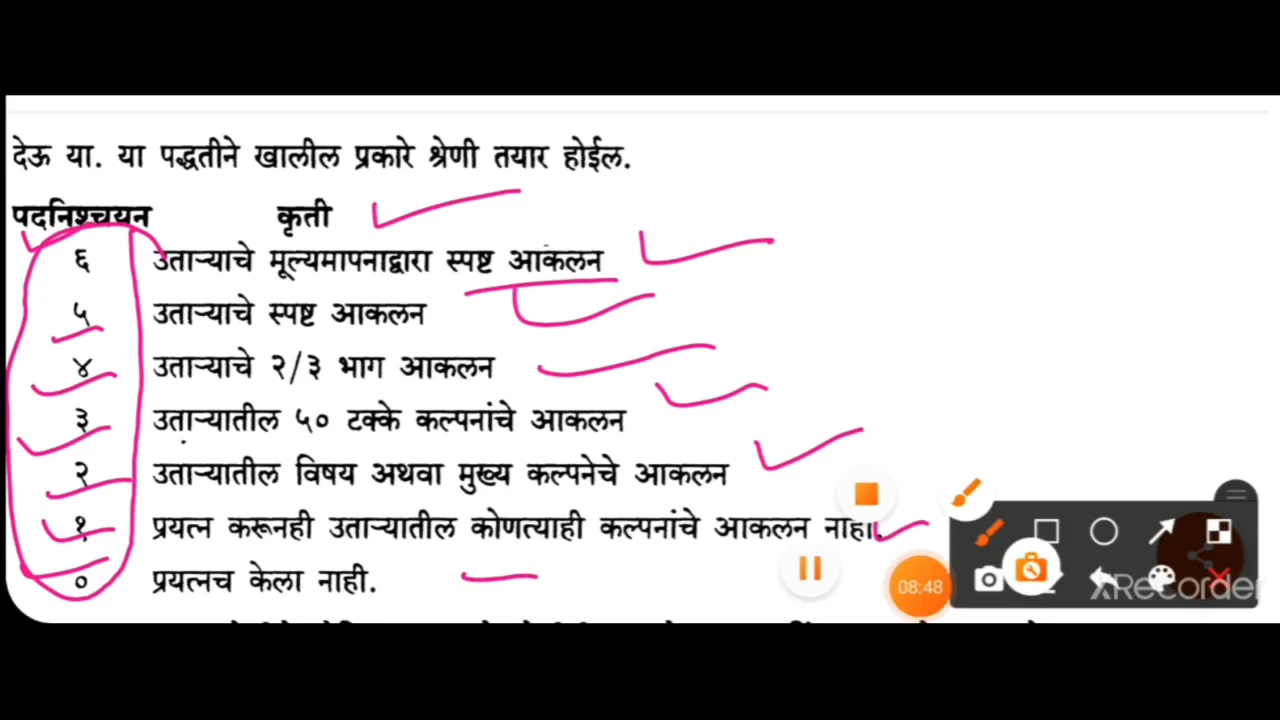 देऊ या. या पद्धतीने खालील प्रकारे श्रेणी तयार होईल.
पदनिश्चयन कृती
६ उताऱ्याचे मूल्यमापनाद्वारा स्पष्ट आकलन
५ उताऱ्याचे स्पष्ट आकलन
४ उताऱ्याचे २/३ भाग आकलन
३ उताऱ्यातील ५० टक्के कल्पनांचे आकलन
२ उताऱ्यातील विषय अथवा मुख्य कल्पनेचे आकलन
१ प्रयत्न करूनही उताऱ्यातील कोणत्याही कल्पनांचे आकलन नाही.
० प्रयत्नच केला नाही.
08:48
XRecorder